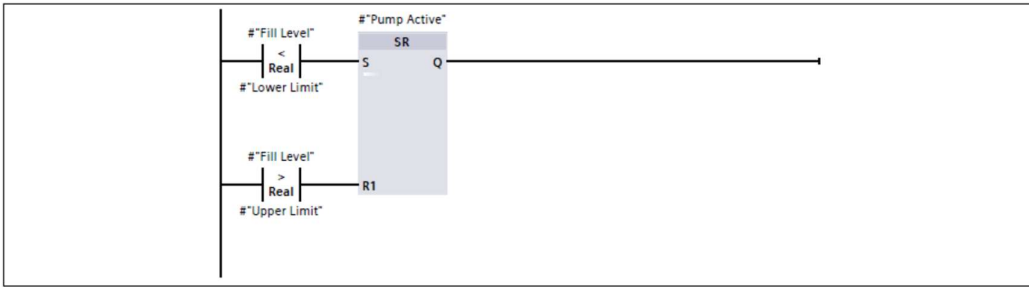 #"Pump Active"
#"Fill Level"
SR
<
Real
S
Q
#"Lower Limit"
#"Fill Level"
>
Real
R1
#"Upper Limit"